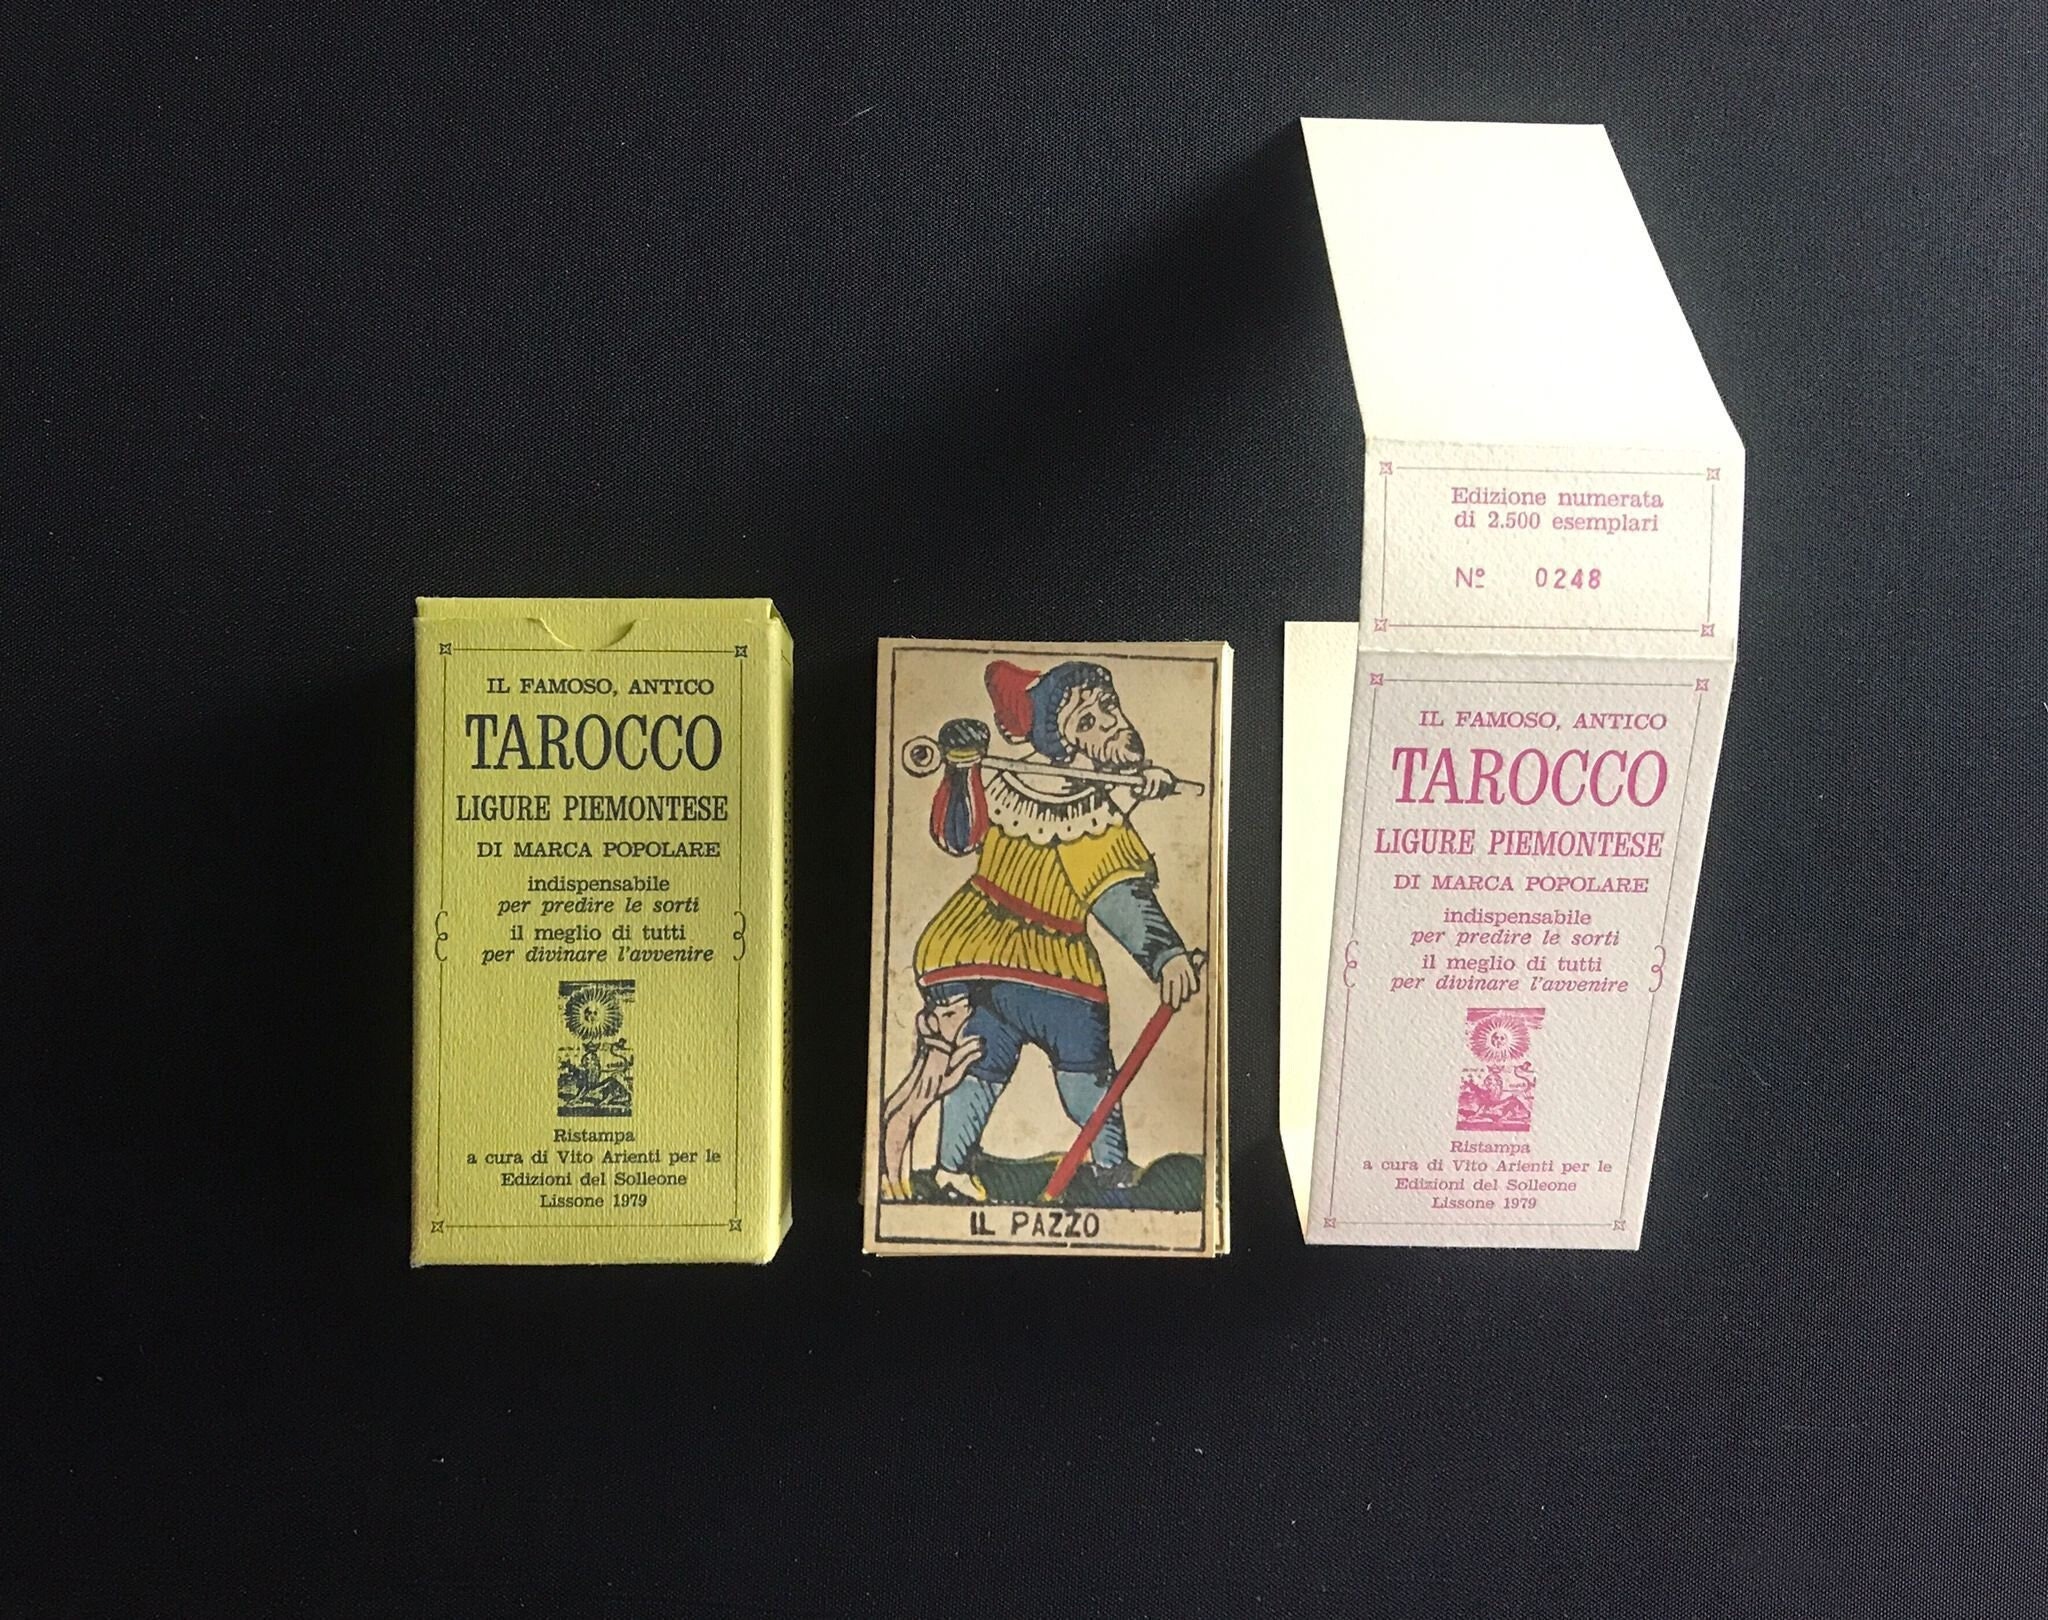 IL FAMOSO, ANTICO
TAROCCO
LIGURE PIEMONTESE
DI MARCA POPOLARE
indispensabile
per predire le sorti
il meglio di tutti
per divinare l'avvenire
Ristampa
a cura di Vito Arienti per le
Edizioni del Solleone
Lissone 1979
IL PAZZO
Edizione numerata
di 2.500 esemplari
Nº 0248
IL FAMOSO, ANTICO
TAROCCO
LIGURE PIEMONTESE
DI MARCA POPOLARE
indispensabile
per predire le sorti
il meglio di tutti
per divinare l'avvenire
Ristampa
a cura di Vito Arienti per le
Edizioni del Solleone
Lissone 1979